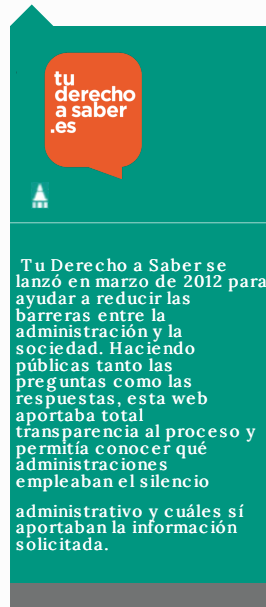 tu
derecho
a saber
.es
Tu Derecho a Saber se
lanzó en marzo de 2012 para
ayudar a reducir las
barreras entre la
administración y la
sociedad. Haciendo
públicas tanto las
preguntas como las
respuestas, esta web
aportaba total
transparencia al proceso y
permitía conocer qué
administraciones
empleaban el silencio
administrativo y cuáles sí
aportaban la información
solicitada.